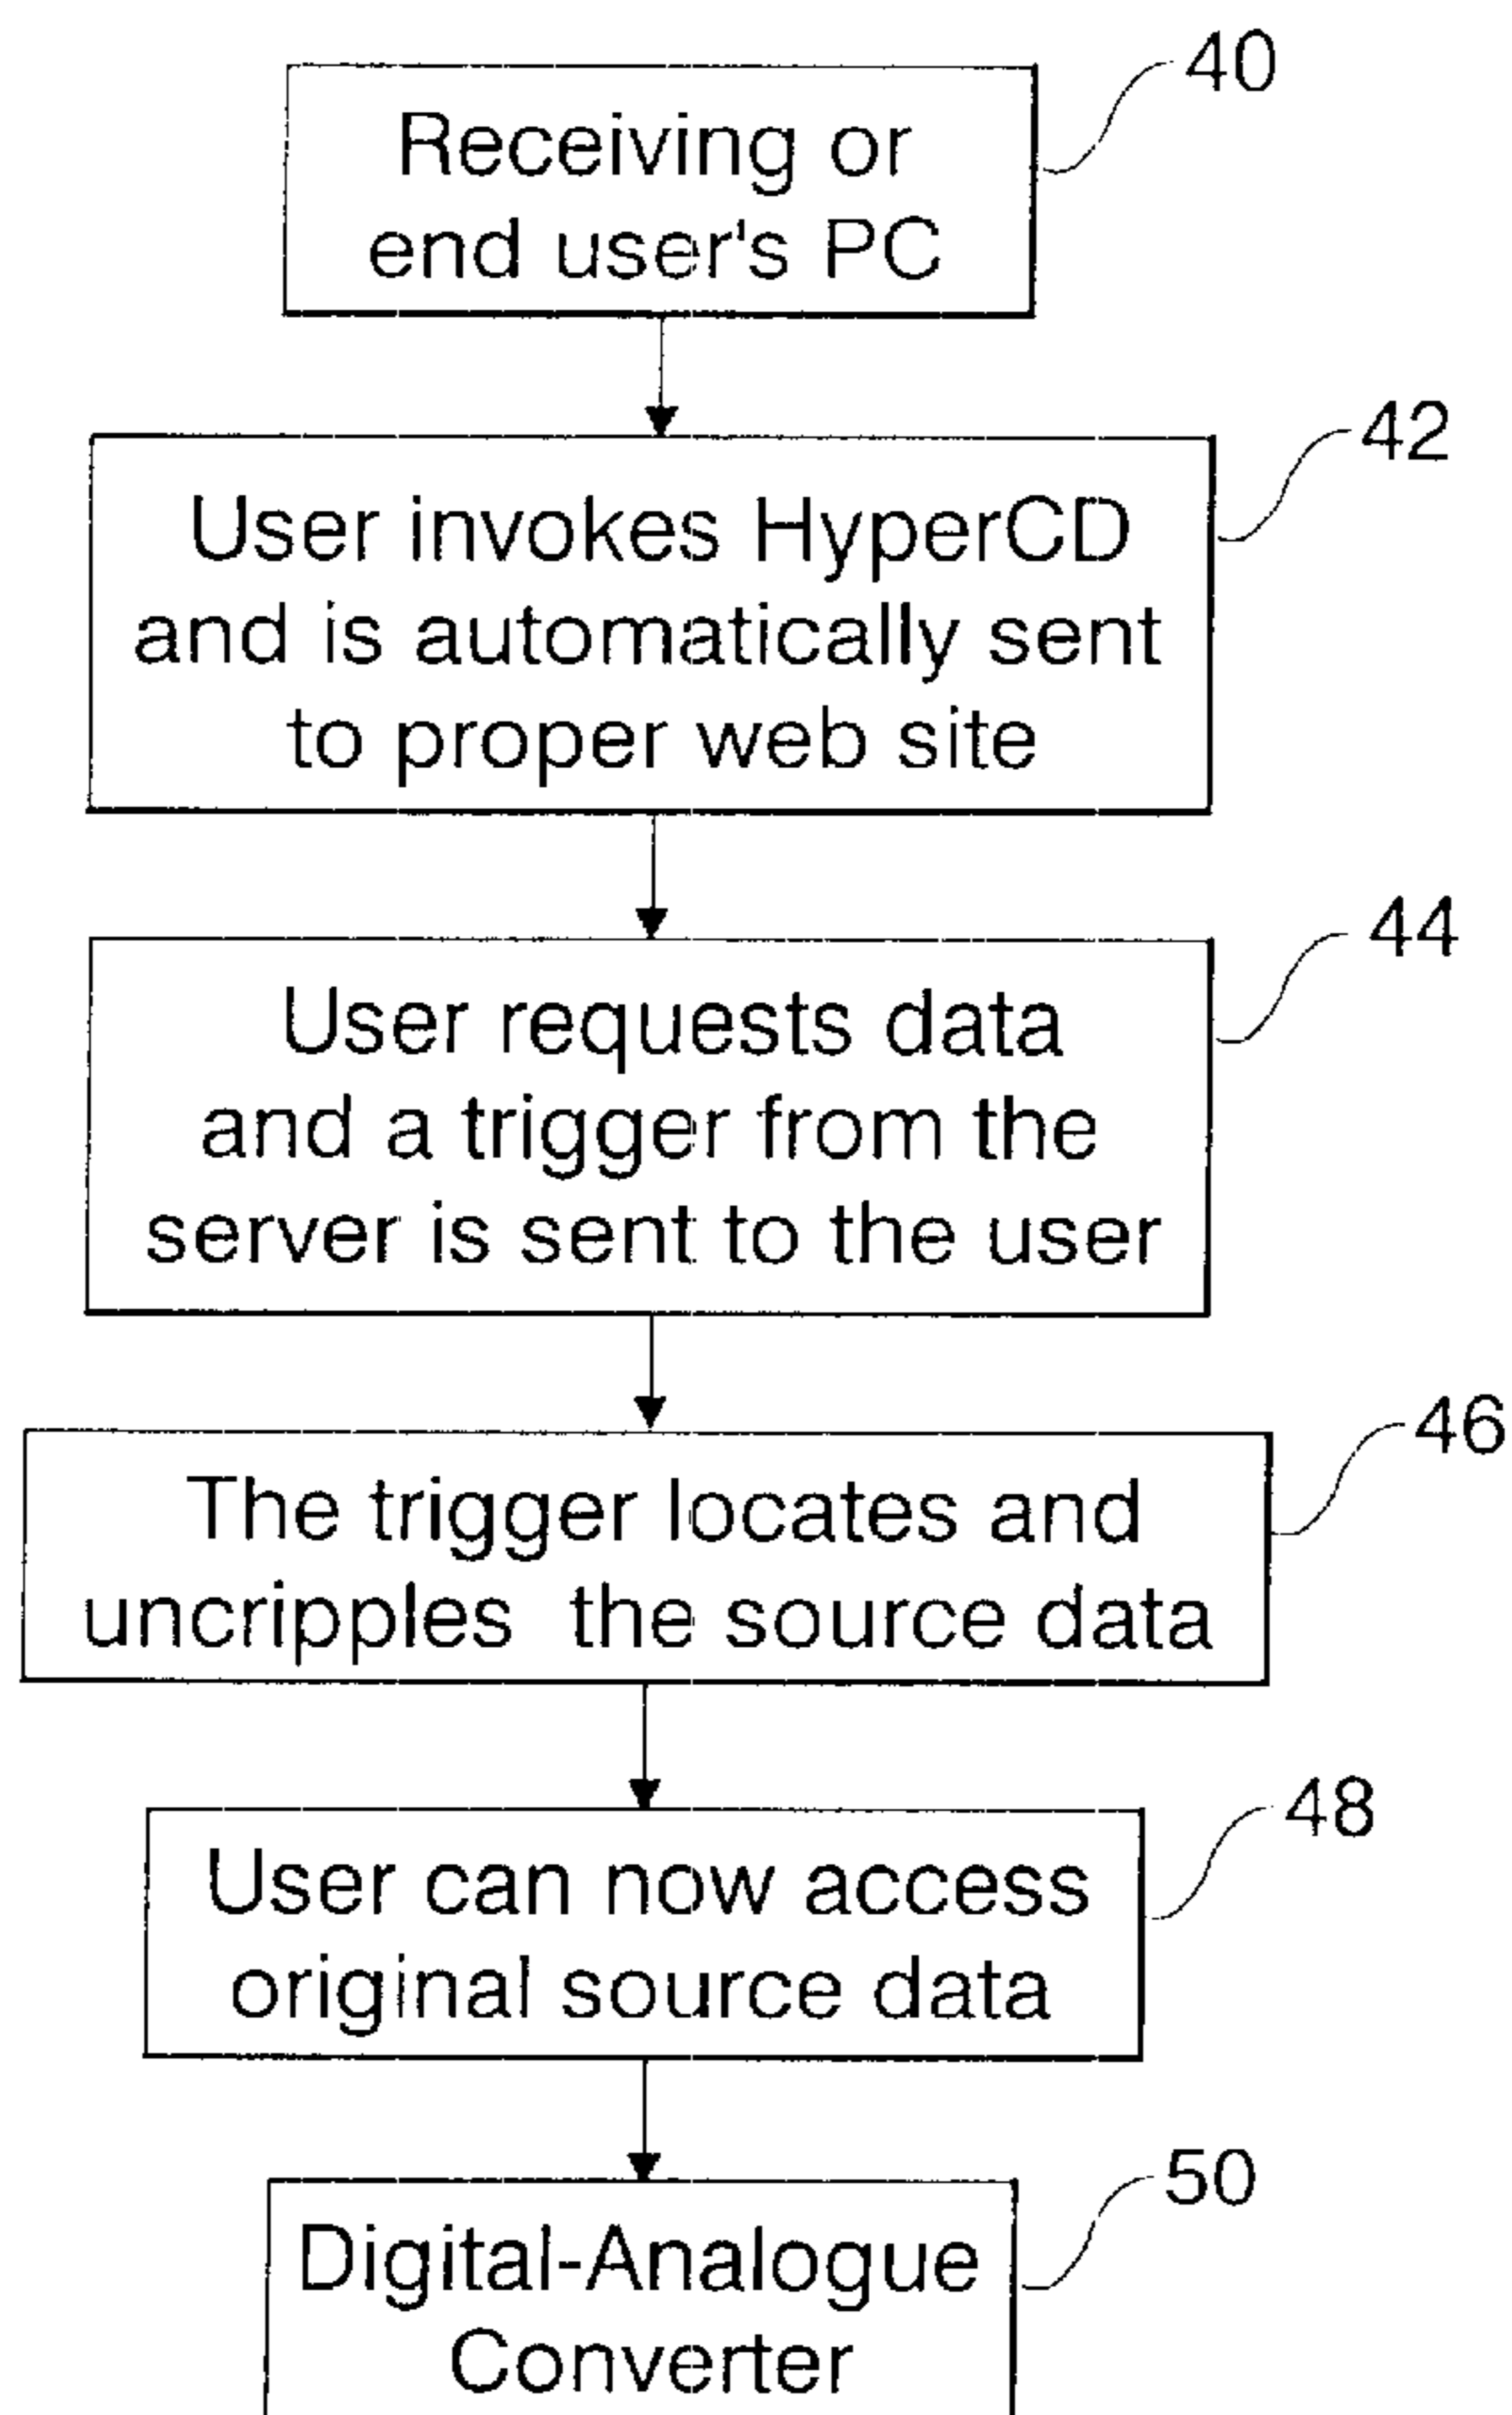 40
Receiving or
end user's PC
42
User invokes HyperCD
and is automatically sent
to proper web site
44
User requests data
and a trigger from the
server is sent to the user
46
The trigger locates and
uncripples the source data
48
User can now access
original source data
50
Digital-Analogue
Converter